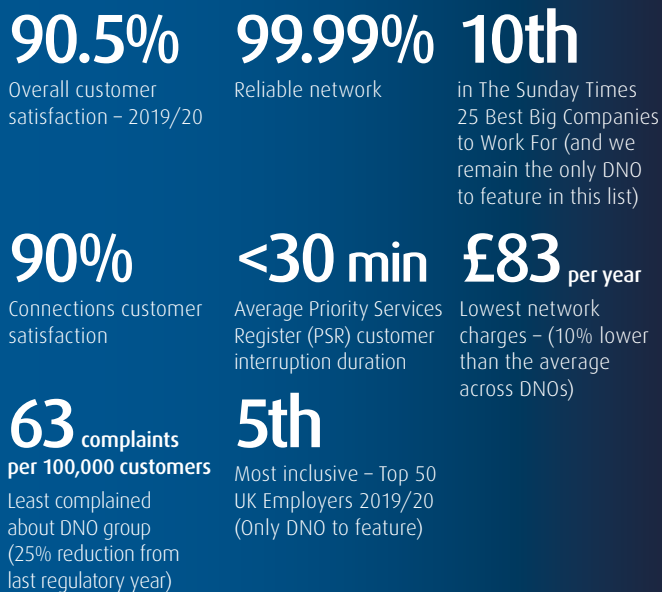 90.5%
Overall customer
satisfaction – 2019/20
99.99%
Reliable network
10th
in The Sunday Times
25 Best Big Companies
to Work For (and we
remain the only DNO
to feature in this list)
90%
Connections customer
satisfaction
<30 min
Average Priority Services
Register (PSR) customer
interruption duration
£83 per year
Lowest network
charges – (10% lower
than the average
across DNOs)
63 complaints
per 100,000 customers
Least complained
about DNO group
(25% reduction from
last regulatory year)
5th
Most inclusive – Top 50
UK Employers 2019/20
(Only DNO to feature)